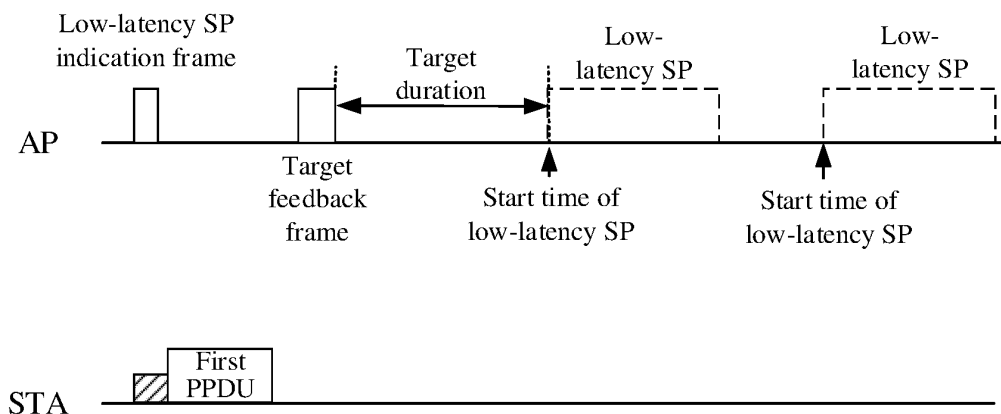 Low-latency SP
indication frame
Target
duration
Low-
latency SP
Low-
latency SP
AP
Target
feedback
frame
Start time of
low-latency SP
Start time of
low-latency SP
First
PPDU
STA